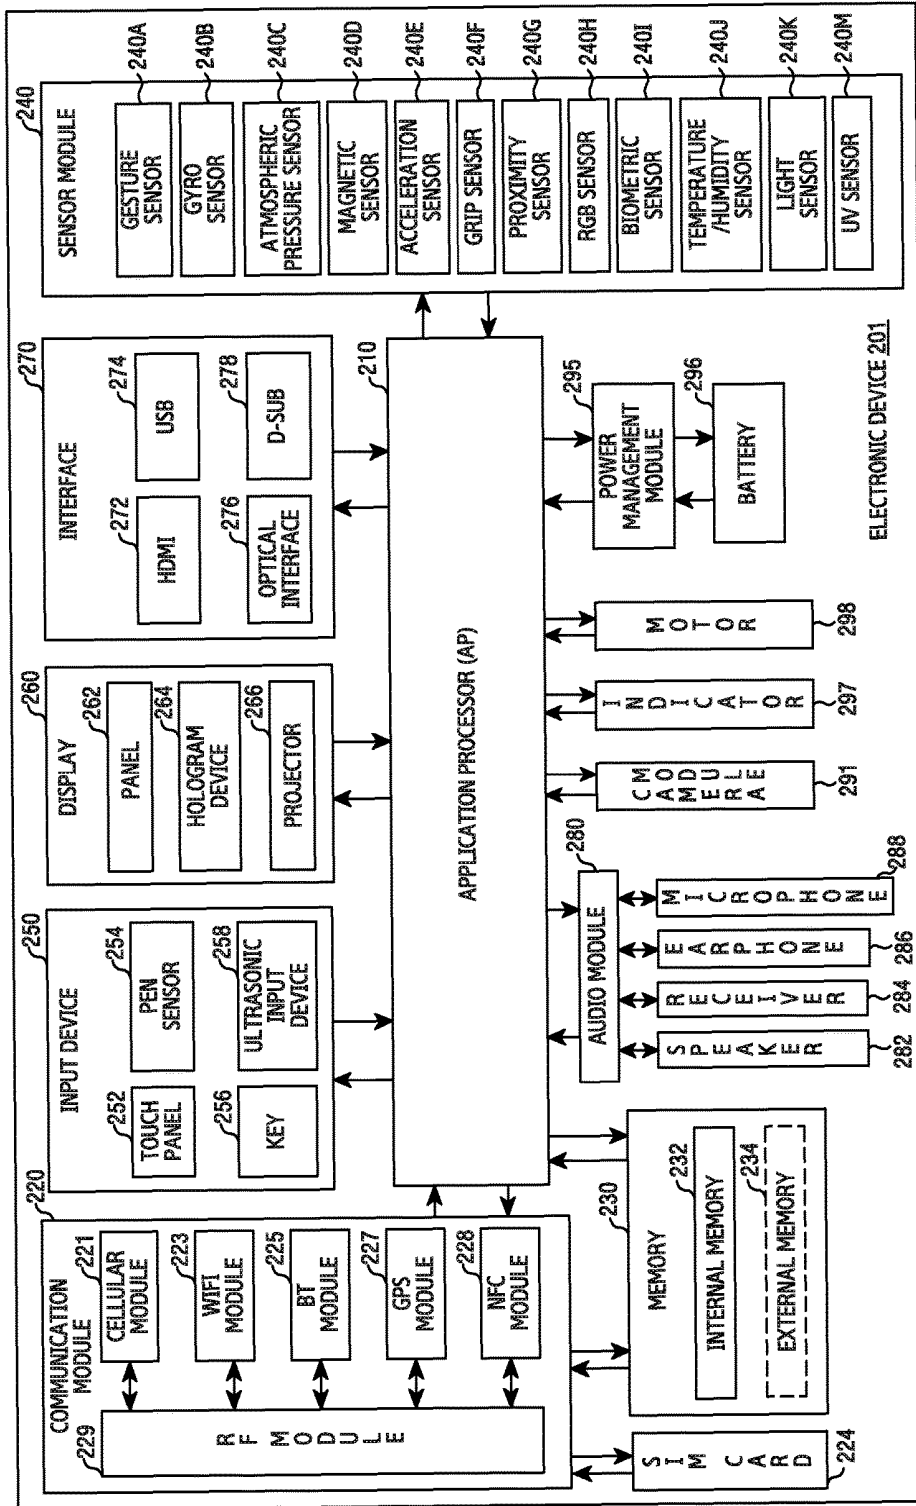 COMMUNICATION
MODULE
220
229
RF MODULE
221
CELLULAR
MODULE
223
WIFI
MODULE
225
BT
MODULE
227
GPS
MODULE
228
NFC
MODULE
INPUT DEVICE
250
252
TOUCH
PANEL
254
PEN
SENSOR
256
KEY
258
ULTRASONIC
INPUT
DEVICE
DISPLAY
260
262
PANEL
264
HOLOGRAM
DEVICE
266
PROJECTOR
INTERFACE
270
272
HDMI
274
USB
276
OPTICAL
INTERFACE
278
D-SUB
SENSOR MODULE
240
GESTURE
SENSOR
240A
GYRO
SENSOR
240B
ATMOSPHERIC
PRESSURE SENSOR
240C
MAGNETIC
SENSOR
240D
ACCELERATION
SENSOR
240E
GRIP SENSOR
240F
PROXIMITY
SENSOR
240G
RGB SENSOR
240H
BIOMETRIC
SENSOR
240I
TEMPERATURE
/HUMIDITY
SENSOR
240J
LIGHT
SENSOR
240K
UV SENSOR
240M
APPLICATION PROCESSOR (AP)
210
SIM CARD
224
MEMORY
230
232
INTERNAL MEMORY
234
EXTERNAL MEMORY
AUDIO MODULE
280
SPEAKER
282
RECEIVER
284
EARPHONE
286
MICROPHONE
288
CAMERA
MODULE
291
INDICATOR
297
MOTOR
298
POWER
MANAGEMENT
MODULE
295
BATTERY
296
ELECTRONIC DEVICE 201